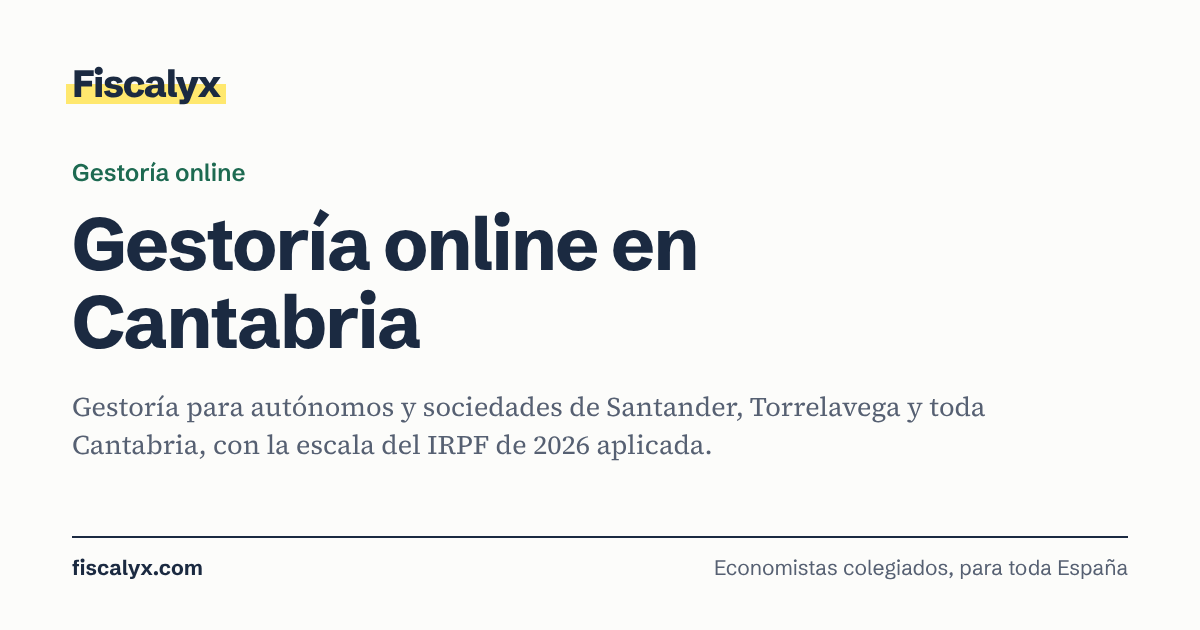 Fiscalyx
Gestoría online
Gestoría online en
Cantabria
Gestoría para autónomos y sociedades de Santander, Torrelavega y toda
Cantabria, con la escala del IRPF de 2026 aplicada.
fiscalyx.com
Economistas colegiados, para toda España